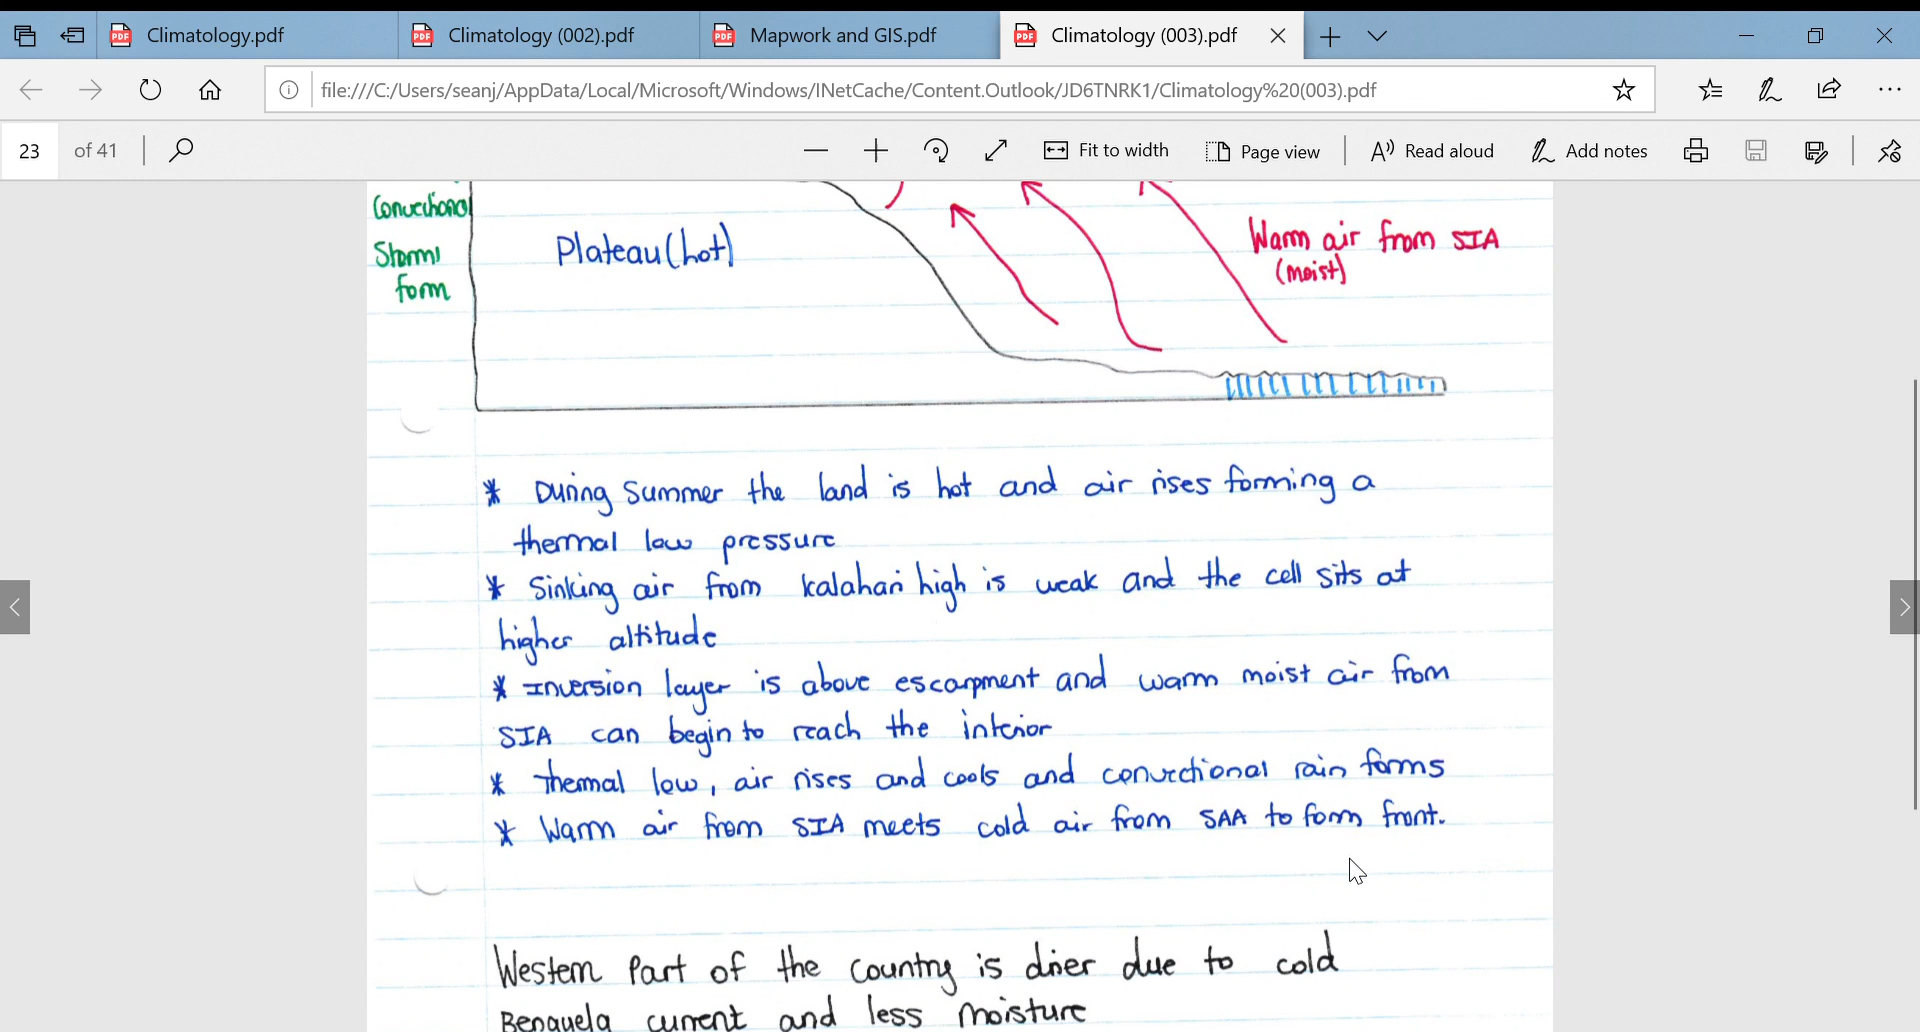 Climatology.pdf
Climatology (002).pdf
Mapwork and GIS.pdf
Climatology (003).pdf
file:///C:/Users/seanj/AppData/Local/Microsoft/Windows/INetCache/Content.Outlook/JD6TNRK1/Climatology%20(003).pdf
23 of 41
Fit to width
Page view
Read aloud
Add notes
Convectional
Storms
form
Plateau (hot)
Warm air from SIA
(moist)
* During Summer the land is hot and air rises forming a
thermal low pressure
* Sinking air from Kalahari high is weak and the cell sits at
higher altitude
* Inversion layer is above escarpment and warm moist air from
SIA can begin to reach the interior
* Thermal low, air rises and cools and convectional rain forms
* Warm air from SIA meets cold air from SAA to form front.
Western Part of the country is drier due to cold
Benguela current and less moisture